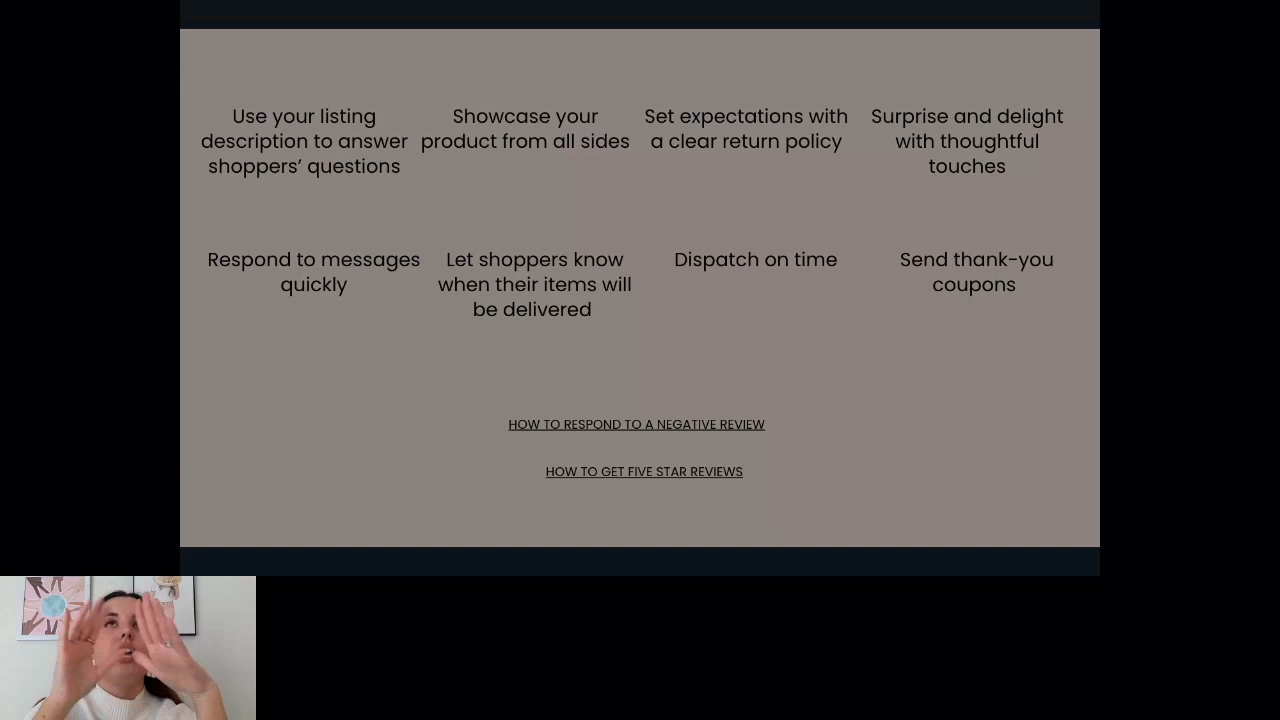 Use your listing
description to answer
shoppers’ questions
Showcase your
product from all sides
Set expectations with
a clear return policy
Surprise and delight
with thoughtful
touches
Respond to messages
quickly
Let shoppers know
when their items will
be delivered
Dispatch on time
Send thank-you
coupons
HOW TO RESPOND TO A NEGATIVE REVIEW
HOW TO GET FIVE STAR REVIEWS